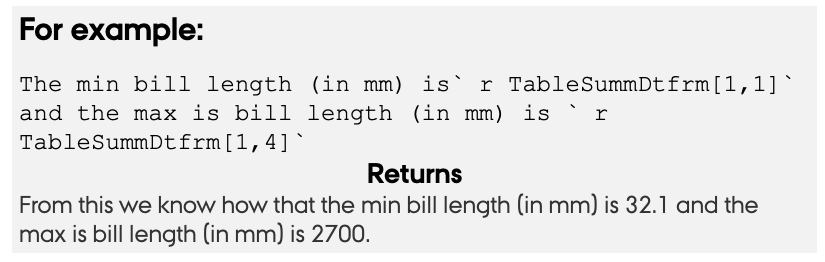 For example:
The min bill length (in mm) is` r TableSummDtfrm[1,1]`
and the max is bill length (in mm) is ` r
TableSummDtfrm[1,4]`
Returns
From this we know how that the min bill length (in mm) is 32.1 and the
max is bill length (in mm) is 2700.